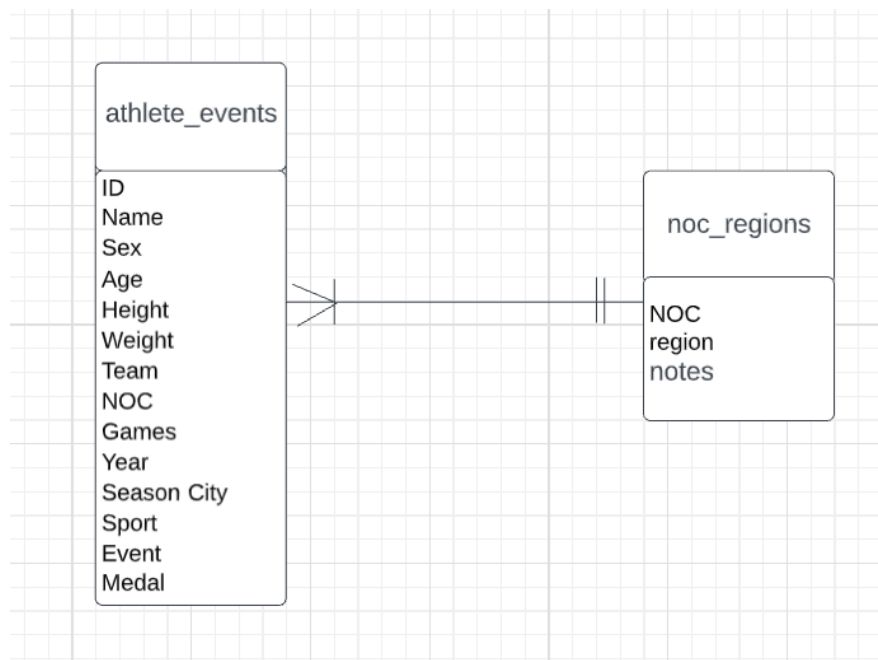 athlete_events
ID
Name
Sex
Age
Height
Weight
Team
NOC
Games
Year
Season City
Sport
Event
Medal
noc_regions
NOC
region
notes